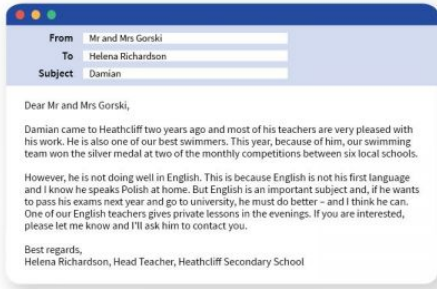 From Mr and Mrs Gorski
To Helena Richardson
Subject Damian
Dear Mr and Mrs Gorski,
Damian came to Heathcliff two years ago and most of his teachers are very pleased with
his work. He is also one of our best swimmers. This year, because of him, our swimming
team won the silver medal at two of the monthly competitions between six local schools.
However, he is not doing well in English. This is because English is not his first language
and I know he speaks Polish at home. But English is an important subject and, if he wants
to pass his exams next year and go to university, he must do better – and I think he can.
One of our English teachers gives private lessons in the evenings. If you are interested,
please let me know and I'll ask him to contact you.
Best regards,
Helena Richardson, Head Teacher, Heathcliff Secondary School